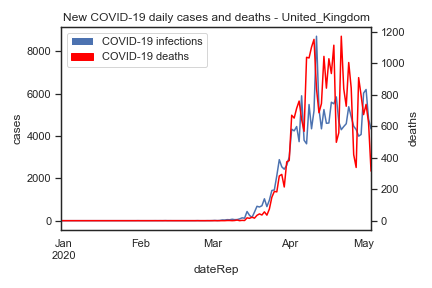 New COVID-19 daily cases and deaths - United_Kingdom
COVID-19 infections
COVID-19 deaths
cases
8000
6000
4000
2000
0
deaths
1200
1000
800
600
400
200
0
Jan
2020
Feb
Mar
Apr
May
dateRep